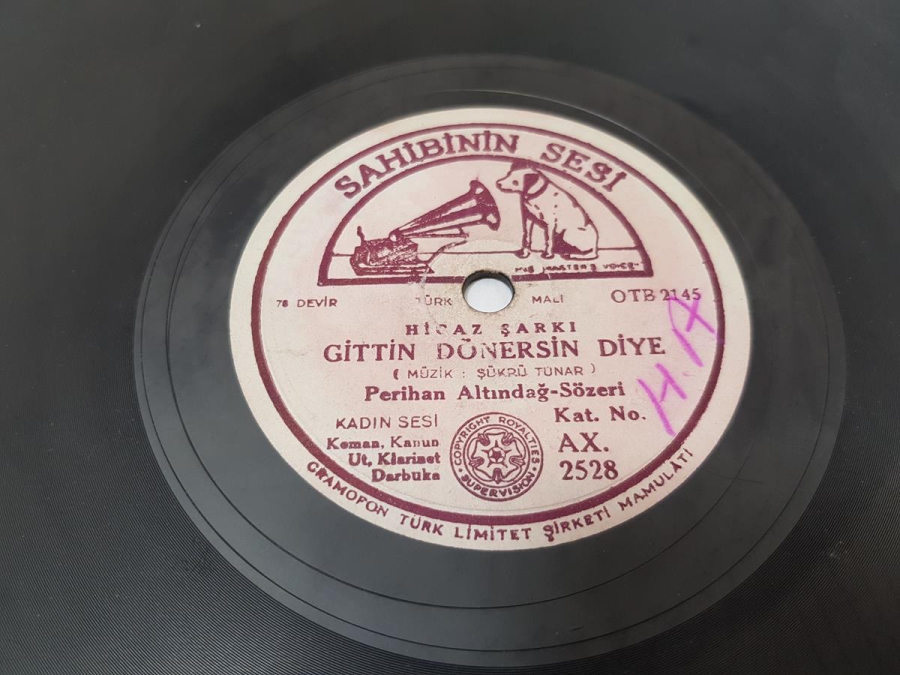 SAHİBİNİN SESİ
HIS MASTER'S VOICE
78 DEVİR TÜRK MALI OTB 2145
HİCAZ ŞARKI
GİTTİN DÖNERSİN DİYE
( MÜZİK : ŞÜKRÜ TUNAR )
Perihan Altındağ-Sözeri
KADIN SESİ
Keman, Kanun
Ut, Klarinet
Darbuka
COPYRIGHT ROYALTIES
SUPERVISION
Kat. No.
AX.
2528
H.A
GRAMOFON TÜRK LİMİTET ŞİRKETİ MAMULATI